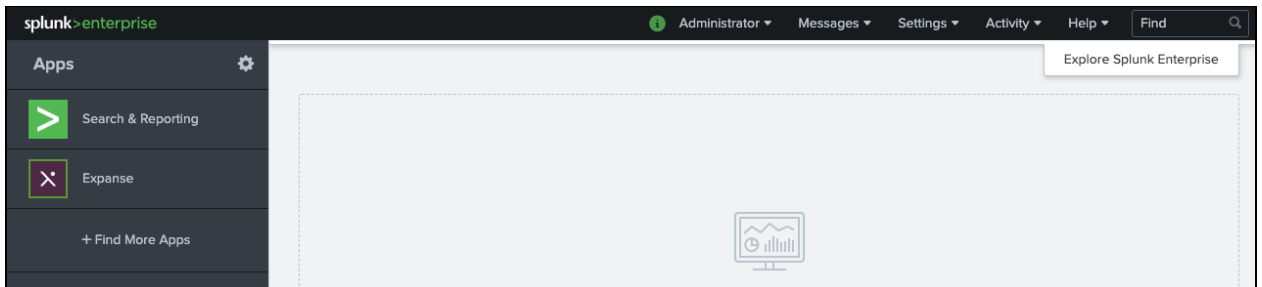 splunk>enterprise
i
Administrator
Messages
Settings
Activity
Help
Find
Apps
Explore Splunk Enterprise
Search & Reporting
Expanse
+ Find More Apps